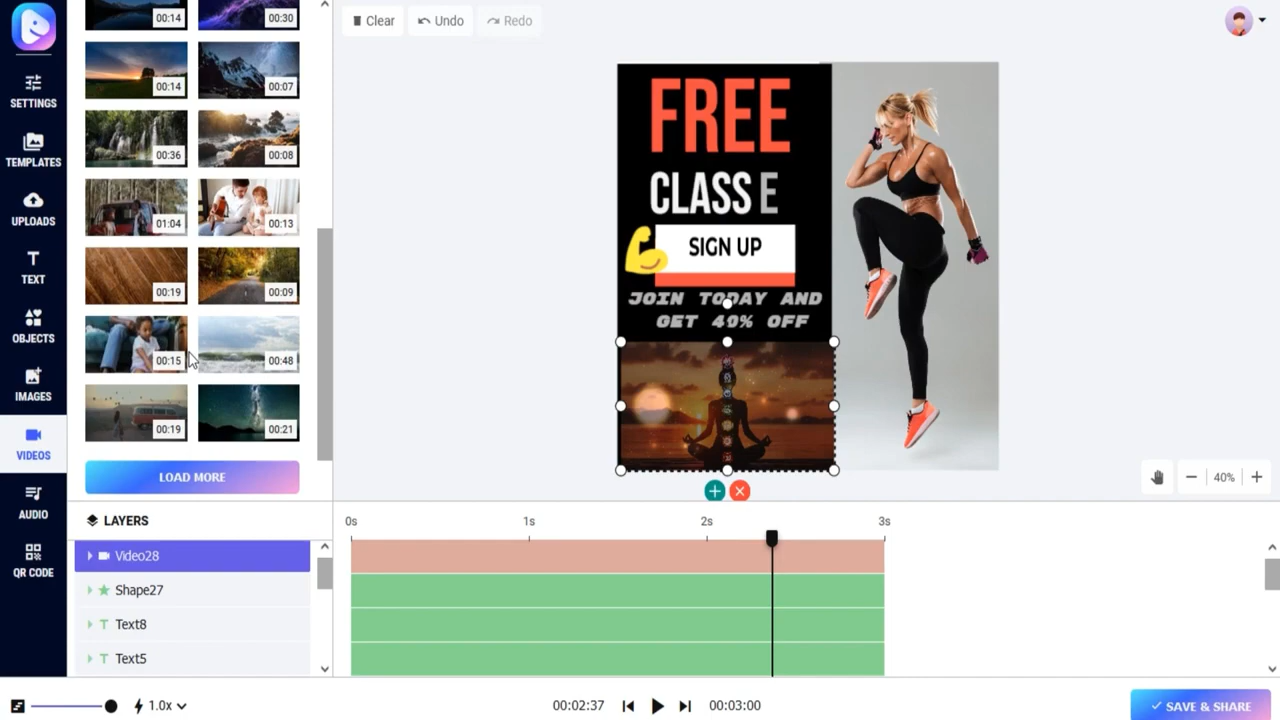 Clear
Undo
Redo
SETTINGS
TEMPLATES
UPLOADS
TEXT
OBJECTS
IMAGES
VIDEOS
AUDIO
QR CODE
00:14
00:30
00:14
00:07
00:36
00:08
01:04
00:13
00:19
00:09
00:15
00:48
00:19
00:21
LOAD MORE
FREE
CLASS E
SIGN UP
JOIN TODAY AND
GET 40% OFF
40%
LAYERS
0s
1s
2s
3s
Video28
Shape27
Text8
Text5
1.0x
00:02:37
00:03:00
SAVE & SHARE